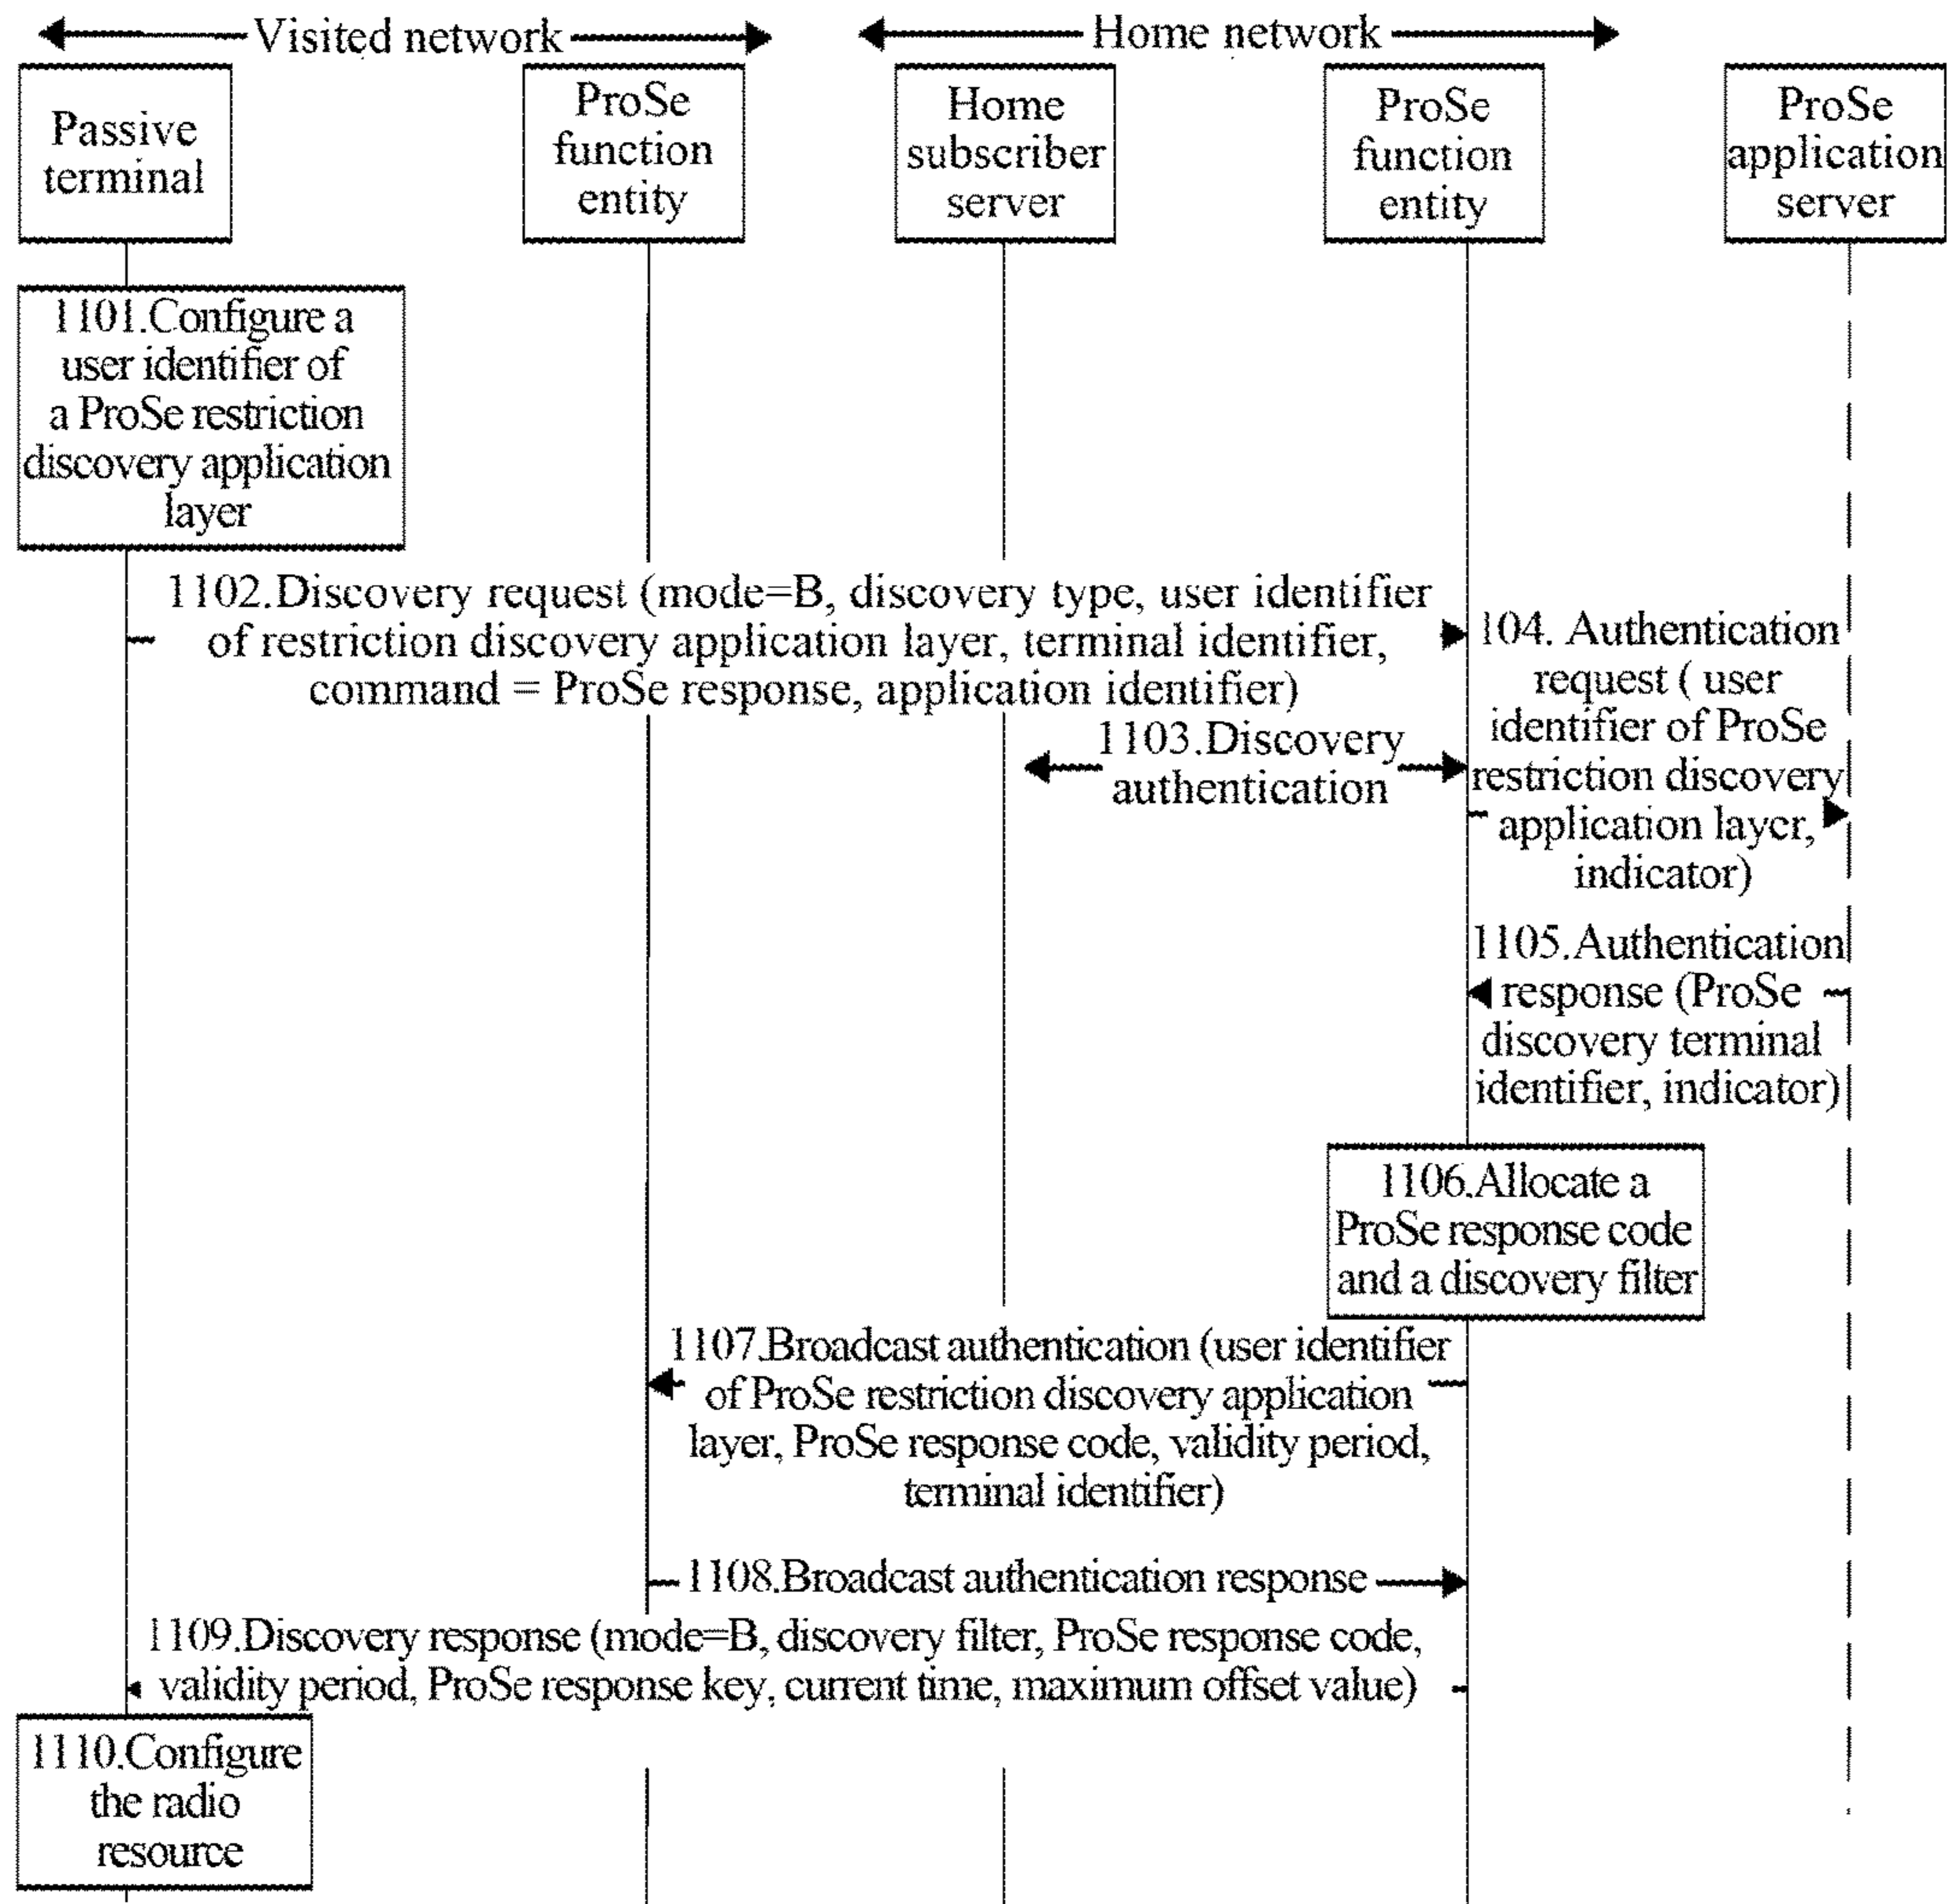 Visited network
Home network
Passive
terminal
ProSe
function
entity
Home
subscriber
server
ProSe
function
entity
ProSe
application
server
1101.Configure a
user identifier of
a ProSe restriction
discovery application
layer
1102.Discovery request (mode=B, discovery type, user identifier
of restriction discovery application layer, terminal identifier,
command = ProSe response, application identifier)
1103.Discovery
authentication
104. Authentication
request ( user
identifier of ProSe
restriction discovery
application layer,
indicator)
1105.Authentication
response (ProSe
discovery terminal
identifier, indicator)
1106.Allocate a
ProSe response code
and a discovery filter
1107.Broadcast authentication (user identifier
of ProSe restriction discovery application
layer, ProSe response code, validity period,
terminal identifier)
1108.Broadcast authentication response
1109.Discovery response (mode=B, discovery filter, ProSe response code,
validity period, ProSe response key, current time, maximum offset value)
1110.Configure
the radio
resource